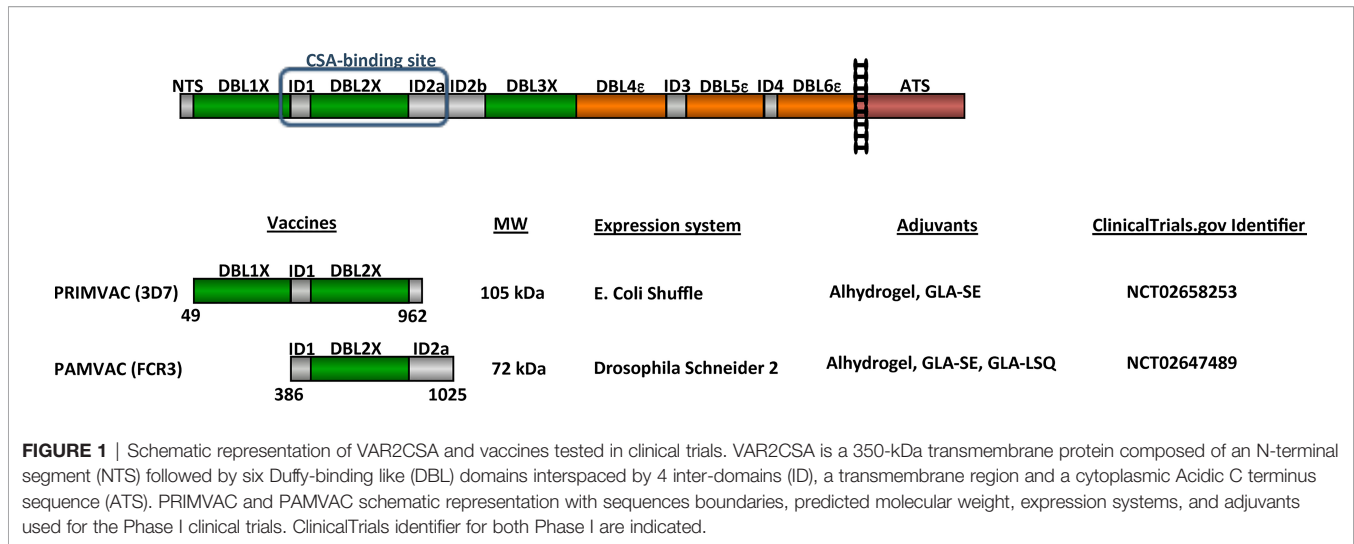 CSA-binding site
NTS DBL1X ID1 DBL2X ID2a ID2b DBL3X DBL4ε ID3 DBL5ε ID4 DBL6ε ATS
Vaccines MW Expression system Adjuvants ClinicalTrials.gov Identifier
DBL1X ID1 DBL2X
PRIMVAC (3D7) 105 kDa E. Coli Shuffle Alhydrogel, GLA-SE NCT02658253
49 962
ID1 DBL2X ID2a
PAMVAC (FCR3) 72 kDa Drosophila Schneider 2 Alhydrogel, GLA-SE, GLA-LSQ NCT02647489
386 1025
FIGURE 1 | Schematic representation of VAR2CSA and vaccines tested in clinical trials. VAR2CSA is a 350-kDa transmembrane protein composed of an N-terminal
segment (NTS) followed by six Duffy-binding like (DBL) domains interspaced by 4 inter-domains (ID), a transmembrane region and a cytoplasmic Acidic C terminus
sequence (ATS). PRIMVAC and PAMVAC schematic representation with sequences boundaries, predicted molecular weight, expression systems, and adjuvants
used for the Phase I clinical trials. ClinicalTrials identifier for both Phase I are indicated.